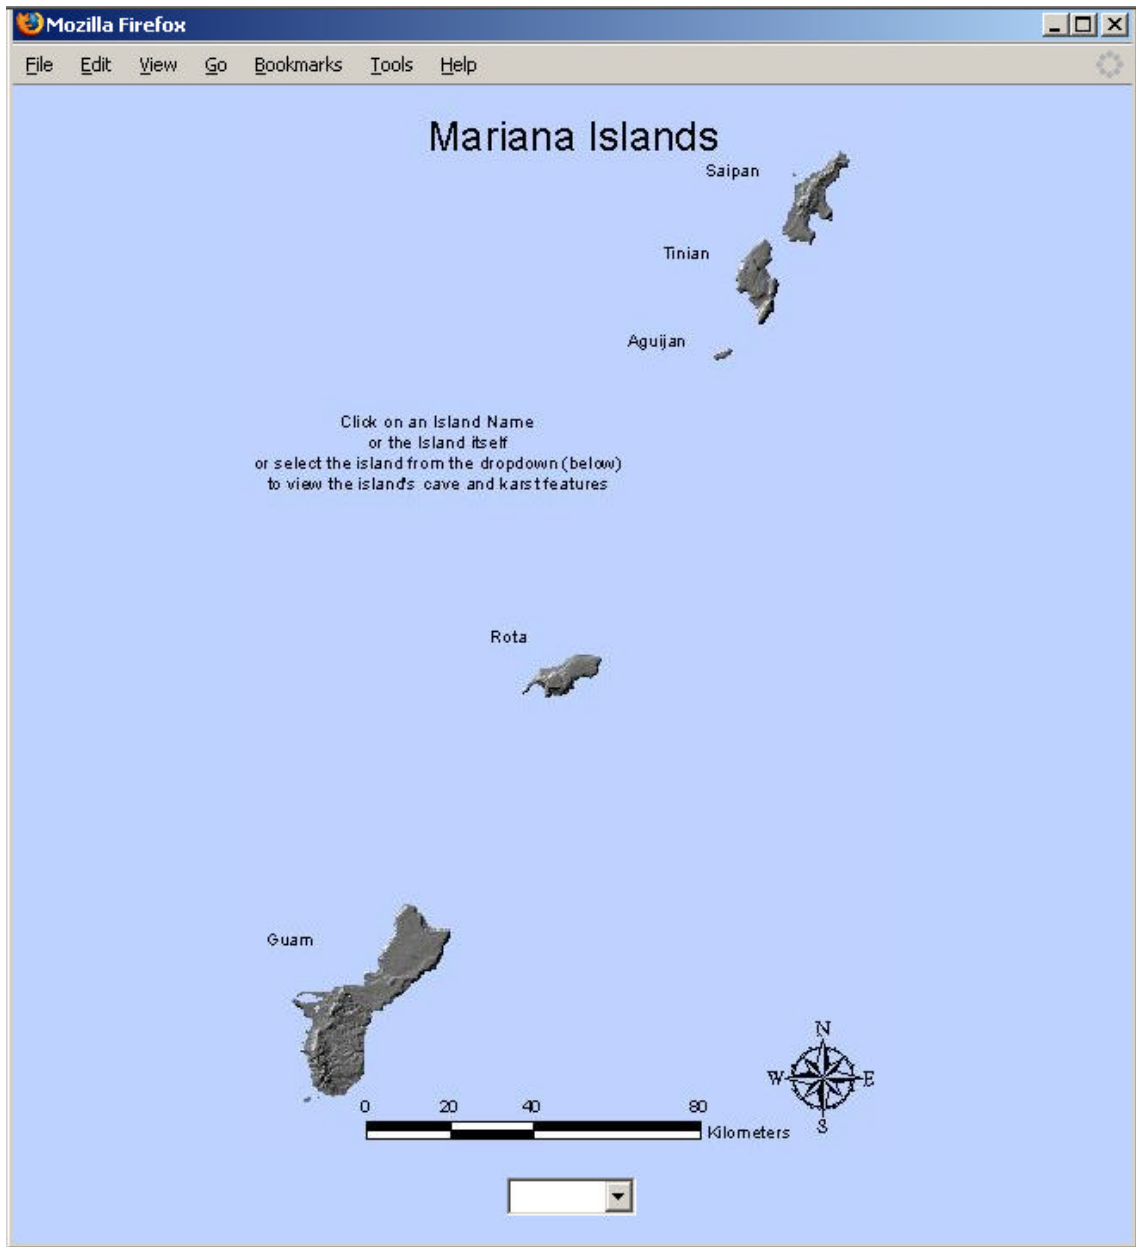 Mozilla Firefox
File Edit View Go Bookmarks Tools Help
Mariana Islands
Saipan
Tinian
Aguijan
Click on an Island Name
or the Island itself
or select the island from the dropdown (below)
to view the island's cave and karst features
Rota
Guam
N
W E
S
0 20 40 80
Kilometers